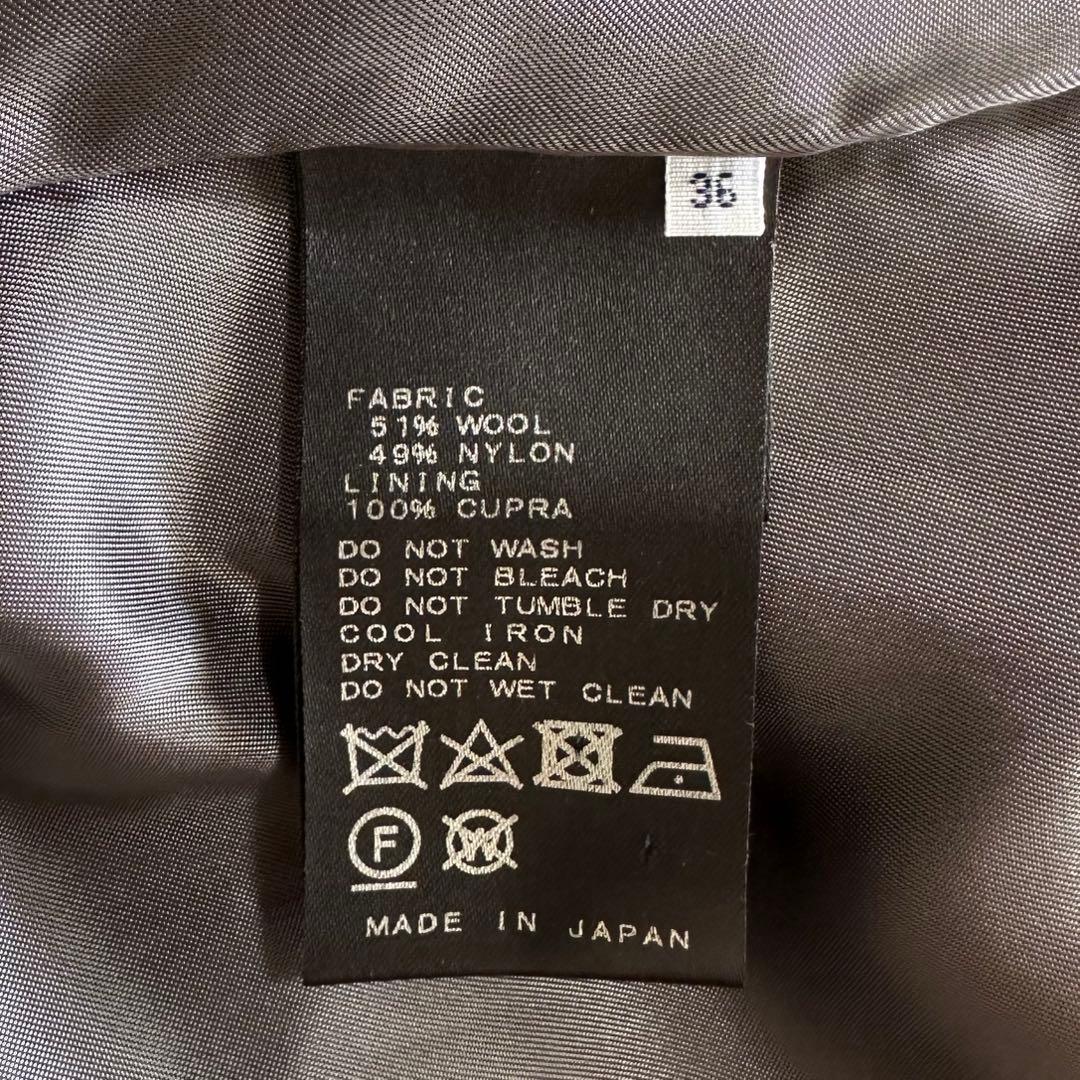 36
FABRIC
51% WOOL
49% NYLON
LINING
100% CUPRA
DO NOT WASH
DO NOT BLEACH
DO NOT TUMBLE DRY
COOL IRON
DRY CLEAN
DO NOT WET CLEAN
F W
MADE IN JAPAN